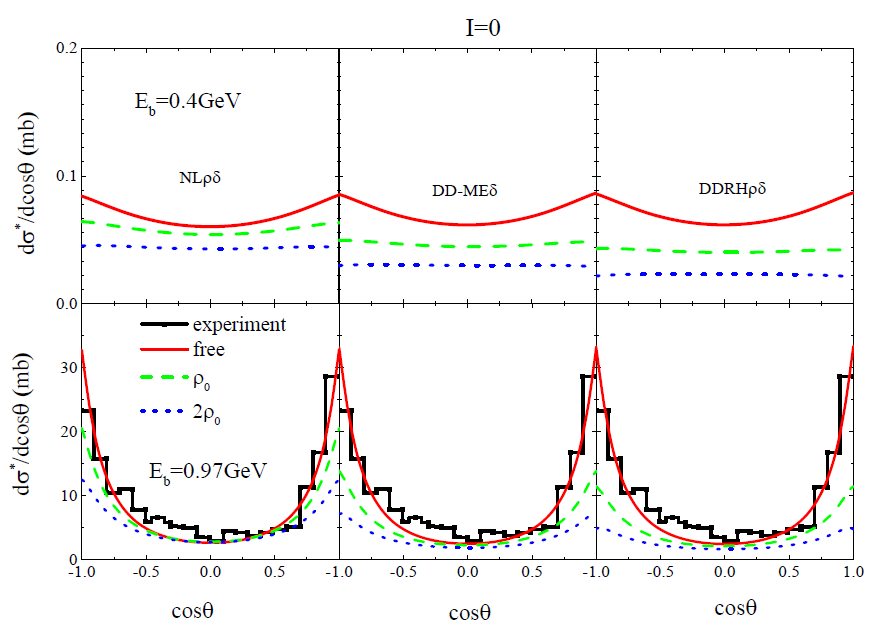 I=0
0.2
E_b=0.4GeV
NLρδ
DD-MEδ
DDRHρδ
0.1
0.0
dσ*/dcosθ (mb)
-1.0 -0.5 0.0 0.5 -1.0 -0.5 0.0 0.5 -1.0 -0.5 0.0 0.5 1.0
experiment
free
ρ₀
2ρ₀
E_b=0.97GeV
30
20
10
0
dσ*/dcosθ (mb)
cosθ cosθ cosθ